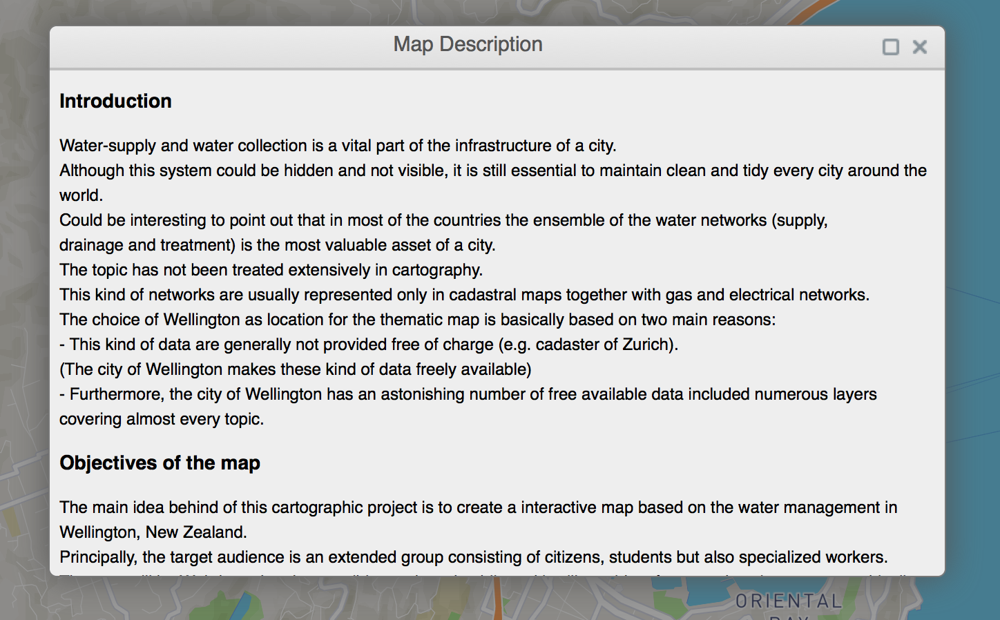 Map Description
Introduction
Water-supply and water collection is a vital part of the infrastructure of a city.
Although this system could be hidden and not visible, it is still essential to maintain clean and tidy every city around the
world.
Could be interesting to point out that in most of the countries the ensemble of the water networks (supply,
drainage and treatment) is the most valuable asset of a city.
The topic has not been treated extensively in cartography.
This kind of networks are usually represented only in cadastral maps together with gas and electrical networks.
The choice of Wellington as location for the thematic map is basically based on two main reasons:
- This kind of data are generally not provided free of charge (e.g. cadaster of Zurich).
(The city of Wellington makes these kind of data freely available)
- Furthermore, the city of Wellington has an astonishing number of free available data included numerous layers
covering almost every topic.
Objectives of the map
The main idea behind of this cartographic project is to create a interactive map based on the water management in
Wellington, New Zealand.
Principally, the target audience is an extended group consisting of citizens, students but also specialized workers.
ORIENTAL
BAY